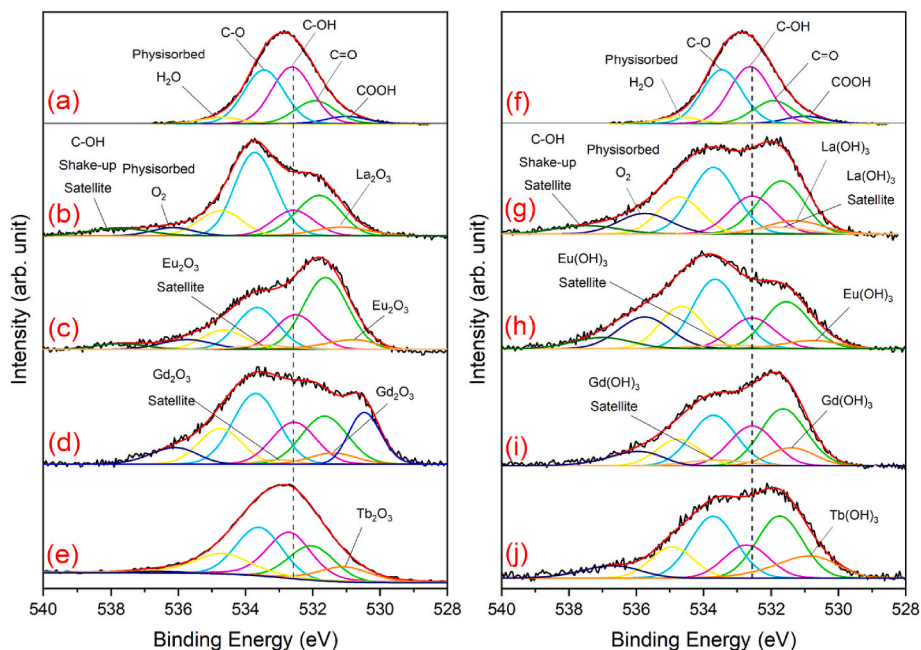 Intensity (arb. unit)
(a)
Physisorbed
H₂O
C-O
C-OH
C=O
COOH
(b)
C-OH
Shake-up
Satellite
Physisorbed
O₂
La₂O₃
(c)
Eu₂O₃
Satellite
Eu₂O₃
(d)
Gd₂O₃
Satellite
Gd₂O₃
(e)
Tb₂O₃
540 538 536 534 532 530 528
Binding Energy (eV)
Intensity (arb. unit)
(f)
Physisorbed
H₂O
C-O
C-OH
C=O
COOH
(g)
C-OH
Shake-up
Satellite
Physisorbed
O₂
La(OH)₃
La(OH)₃
Satellite
(h)
Eu(OH)₃
Satellite
Eu(OH)₃
(i)
Gd(OH)₃
Satellite
Gd(OH)₃
(j)
Tb(OH)₃
540 538 536 534 532 530 528
Binding Energy (eV)